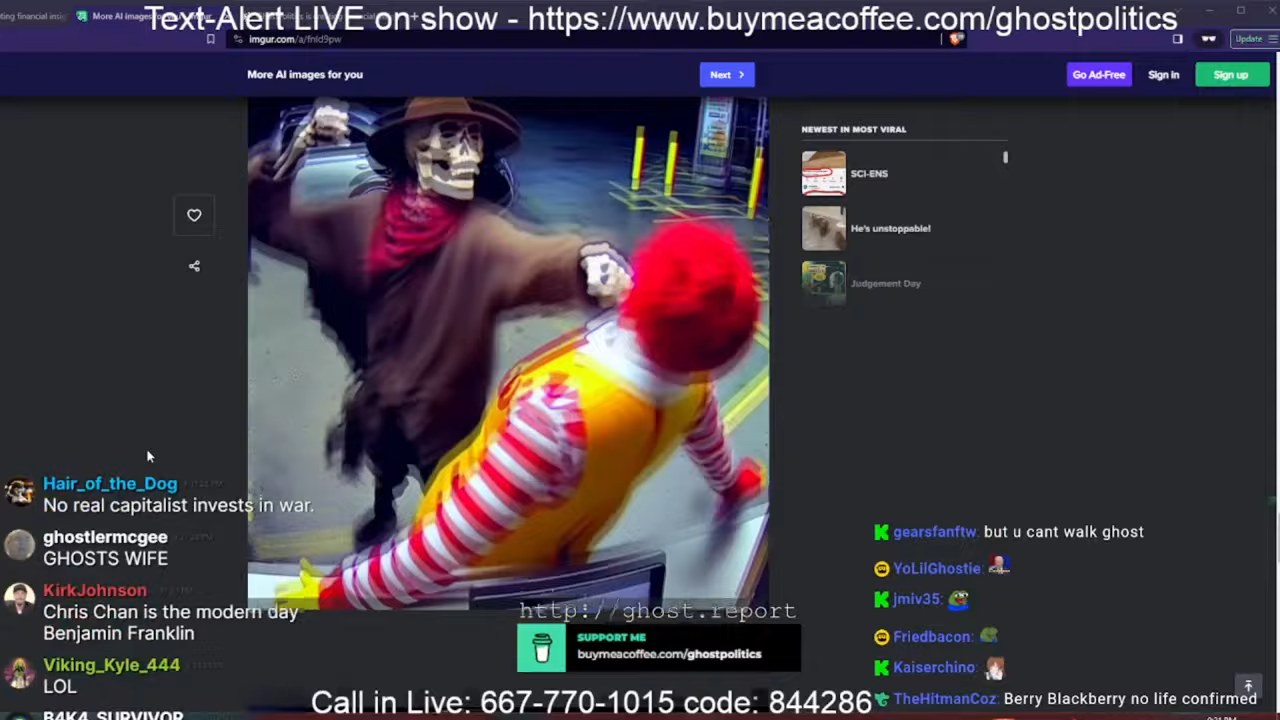 Text-Alert LIVE on show - https://www.buymeacoffee.com/ghostpolitics
imgur.com/a/fnld9pw
Update
More AI images for you
Next
Go Ad-Free
Sign in
Sign up
NEWEST IN MOST VIRAL
SCI-ENS
He's unstoppable!
Judgement Day
Hair_of_the_Dog
No real capitalist invests in war.
ghostlermcgee
GHOSTS WIFE
KirkJohnson
Chris Chan is the modern day
Benjamin Franklin
Viking_Kyle_444
LOL
B4K4_SURVIVOR
gearsfanftw: but u cant walk ghost
YoLilGhostie:
jmiv35:
Friedbacon:
Kaiserchino:
TheHitmanCoz: Berry Blackberry no life confirmed
http://ghost.report
SUPPORT ME
buymeacoffee.com/ghostpolitics
Call in Live: 667-770-1015 code: 844286